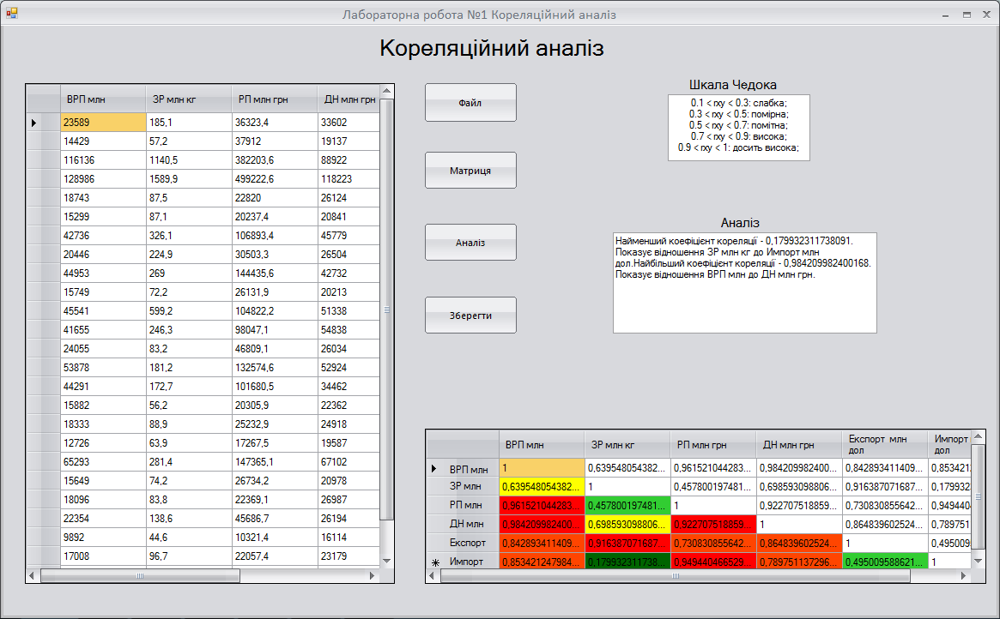 Лабораторна робота №1 Кореляційний аналіз
Кореляційний аналіз
ВРП млн ЗР млн кг РП млн грн ДН млн грн
23589 185,1 36323,4 33602
14429 57,2 37912 19137
116136 1140,5 382203,6 88922
128986 1589,9 499222,6 118223
18743 87,5 22820 26124
15299 87,1 20237,4 20841
42736 326,1 106893,4 45779
20446 224,9 30503,3 26504
44953 269 144435,6 42732
15749 72,2 26131,9 20213
45541 599,2 104822,2 51338
41655 246,3 98047,1 54838
24055 83,2 46809,1 26034
53878 181,2 132574,6 52924
44291 172,7 101680,5 34462
15882 56,2 20305,9 22362
18333 88,9 25232,9 24918
12726 63,9 17267,5 19587
65293 281,4 147365,1 67102
15649 74,2 26734,2 20978
18096 83,8 22369,1 26987
22354 138,6 45686,7 26194
9892 44,6 10321,4 16114
17008 96,7 22057,4 23179
Файл
Матриця
Аналіз
Зберегти
Шкала Чедока
0.1 < rxy < 0.3: слабка;
0.3 < rxy < 0.5: помірна;
0.5 < rxy < 0.7: помітна;
0.7 < rxy < 0.9: висока;
0.9 < rxy < 1: досить висока;
Аналіз
Найменший коефіцієнт кореляції - 0,179932311738091.
Показує відношення ЗР млн кг до Импорт млн
дол.Найбільший коефіцієнт кореляції - 0,984209982400168.
Показує відношення ВРП млн до ДН млн грн.
ВРП млн ЗР млн кг РП млн грн ДН млн грн Експорт млн дол Импорт дол
ВРП млн 1 0,639548054382... 0,961521044283... 0,984209982400... 0,842893411409... 0,853421
ЗР млн 0,639548054382... 1 0,457800197481... 0,698593098806... 0,916387071687... 0,179932
РП млн 0,961521044283... 0,457800197481... 1 0,922707518859... 0,730830855642... 0,949440
ДН млн 0,984209982400... 0,698593098806... 0,922707518859... 1 0,864839602524... 0,789751
Експорт 0,842893411409... 0,916387071687... 0,730830855642... 0,864839602524... 1 0,495009
Импорт 0,853421247984... 0,179932311738... 0,949440466529... 0,789751137296... 0,495009588621... 1